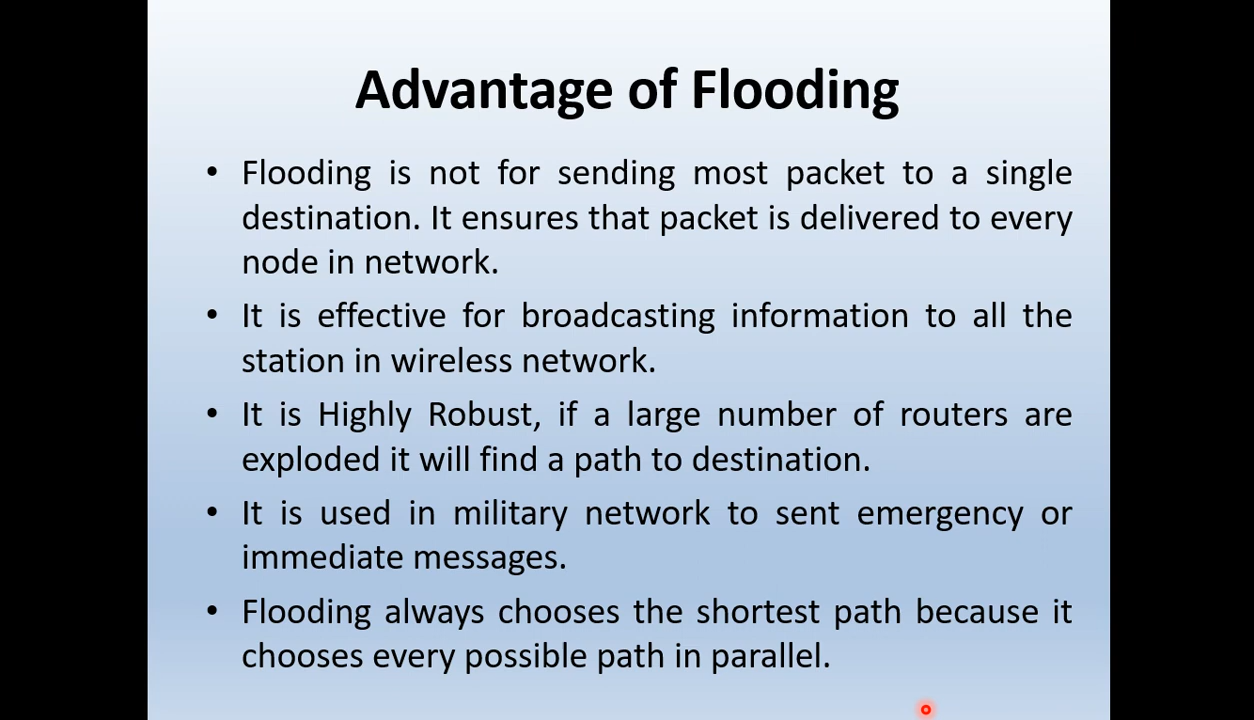 Advantage of Flooding
• Flooding is not for sending most packet to a single
destination. It ensures that packet is delivered to every
node in network.
• It is effective for broadcasting information to all the
station in wireless network.
• It is Highly Robust, if a large number of routers are
exploded it will find a path to destination.
• It is used in military network to sent emergency or
immediate messages.
• Flooding always chooses the shortest path because it
chooses every possible path in parallel.